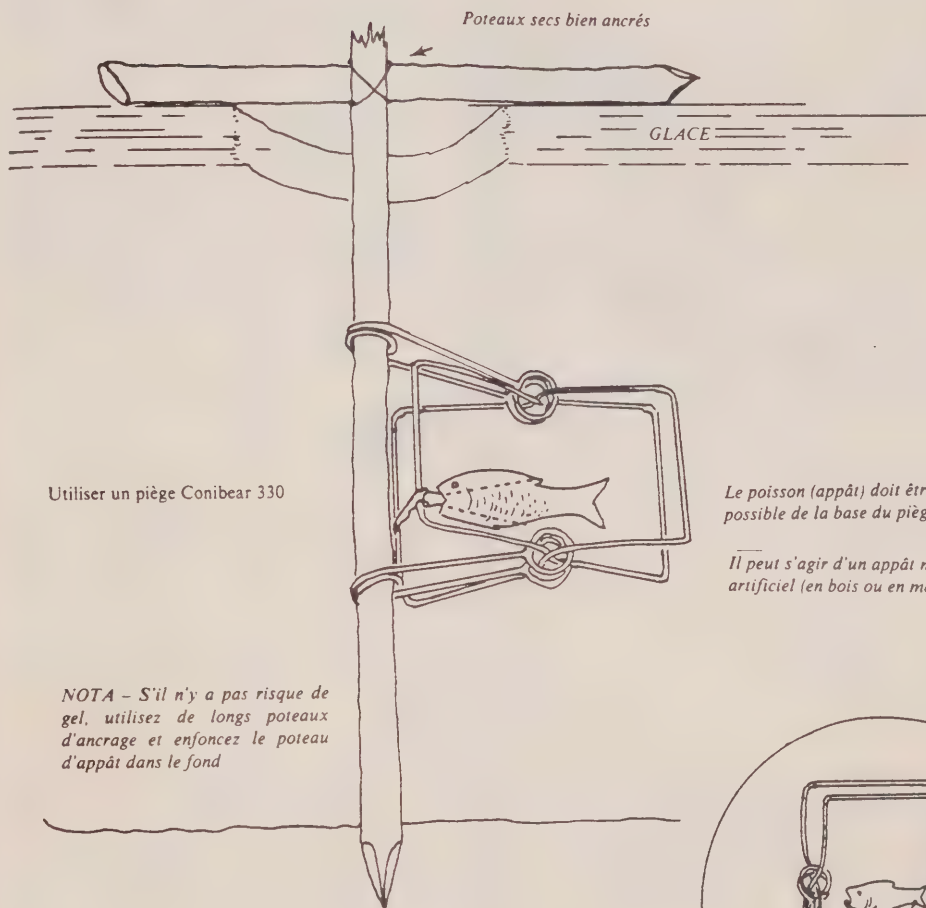 Poteaux secs bien ancrés
GLACE
Utiliser un piège Conibear 330
Le poisson (appât) doit
possible de la base du
Il peut s'agir d'un appât
artificiel (en bois ou en
NOTA – S'il n'y a pas risque de
gel, utilisez de longs poteaux
d'ancrage et enfoncez le poteau
d'appât dans le fond